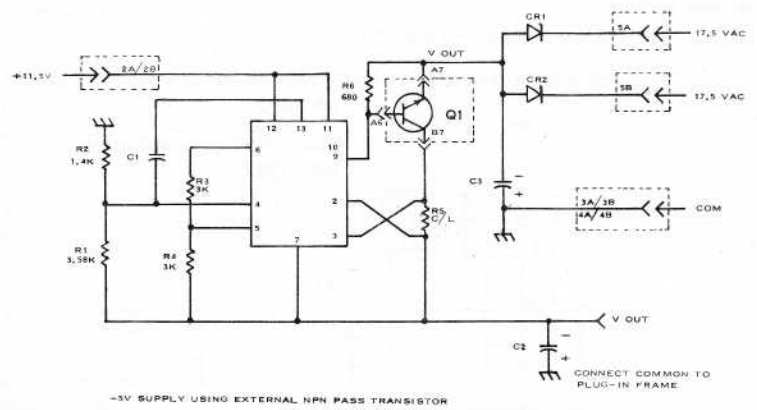 CR1
5A
17,5 VAC
V OUT
+11,5V
2A/2B
A7
R6
680
CR2
5B
17,5 VAC
Q1
A6
B7
12
13
11
R2
1,4K
C1
6
10
9
R3
3K
C3
-
+
3A/3B
4A/4B
COM
4
2
R5
C/L
5
3
R1
3,58K
R4
3K
7
V OUT
C2
-
+
CONNECT COMMON TO
PLUG-IN FRAME
-5V SUPPLY USING EXTERNAL NPN PASS TRANSISTOR